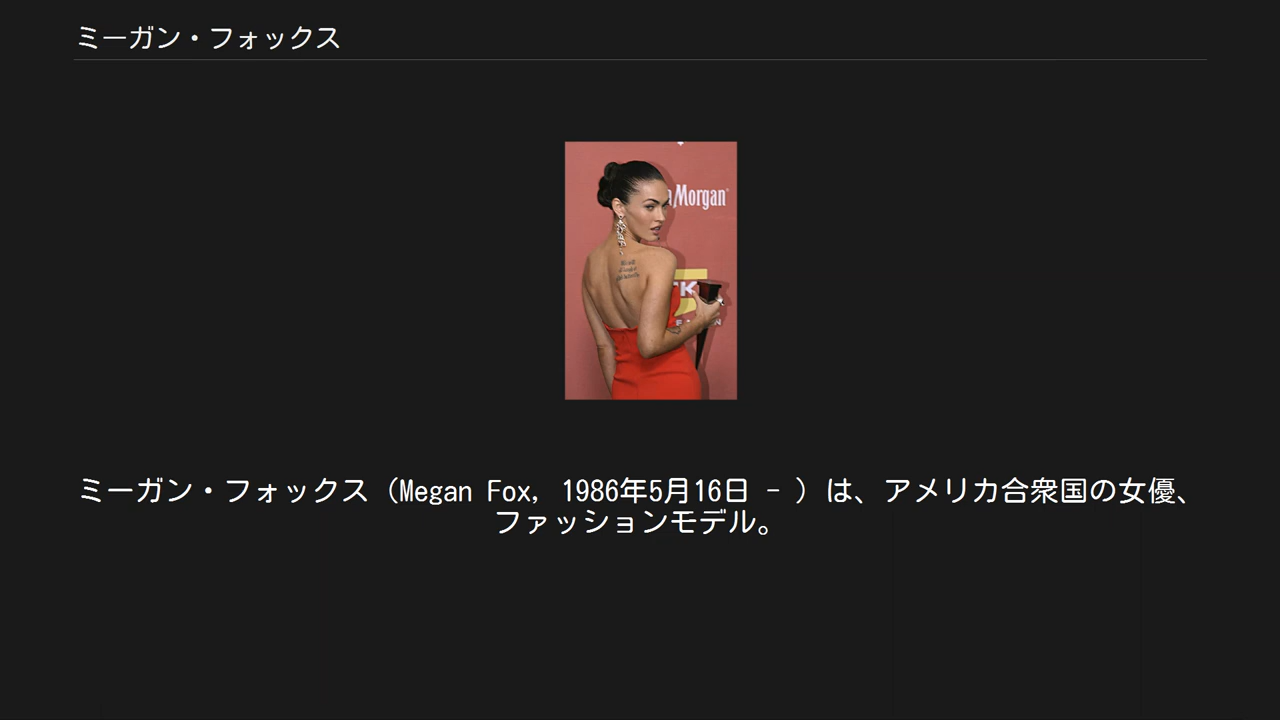 ミーガン・フォックス
a Morgan
K
ミーガン・フォックス（Megan Fox, 1986年5月16日 - ）は、アメリカ合衆国の女優、
ファッションモデル。